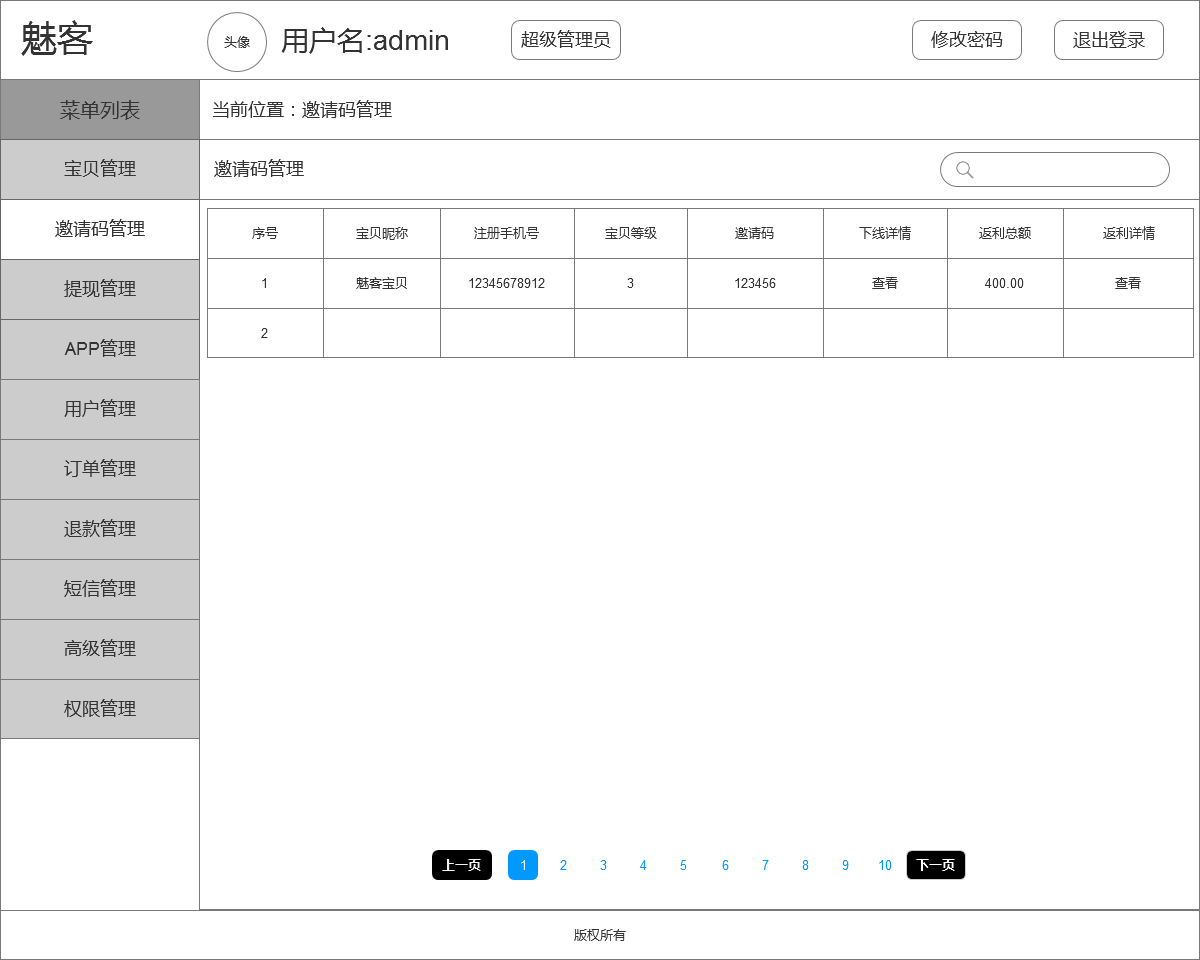 魅客
头像
用户名:admin
超级管理员
修改密码
退出登录
菜单列表
当前位置：邀请码管理
宝贝管理
邀请码管理
邀请码管理
提现管理
APP管理
用户管理
订单管理
退款管理
短信管理
高级管理
权限管理
序号 宝贝昵称 注册手机号 宝贝等级 邀请码 下线详情 返利总额 返利详情
1 魅客宝贝 12345678912 3 123456 查看 400.00 查看
2
上一页 1 2 3 4 5 6 7 8 9 10 下一页
版权所有